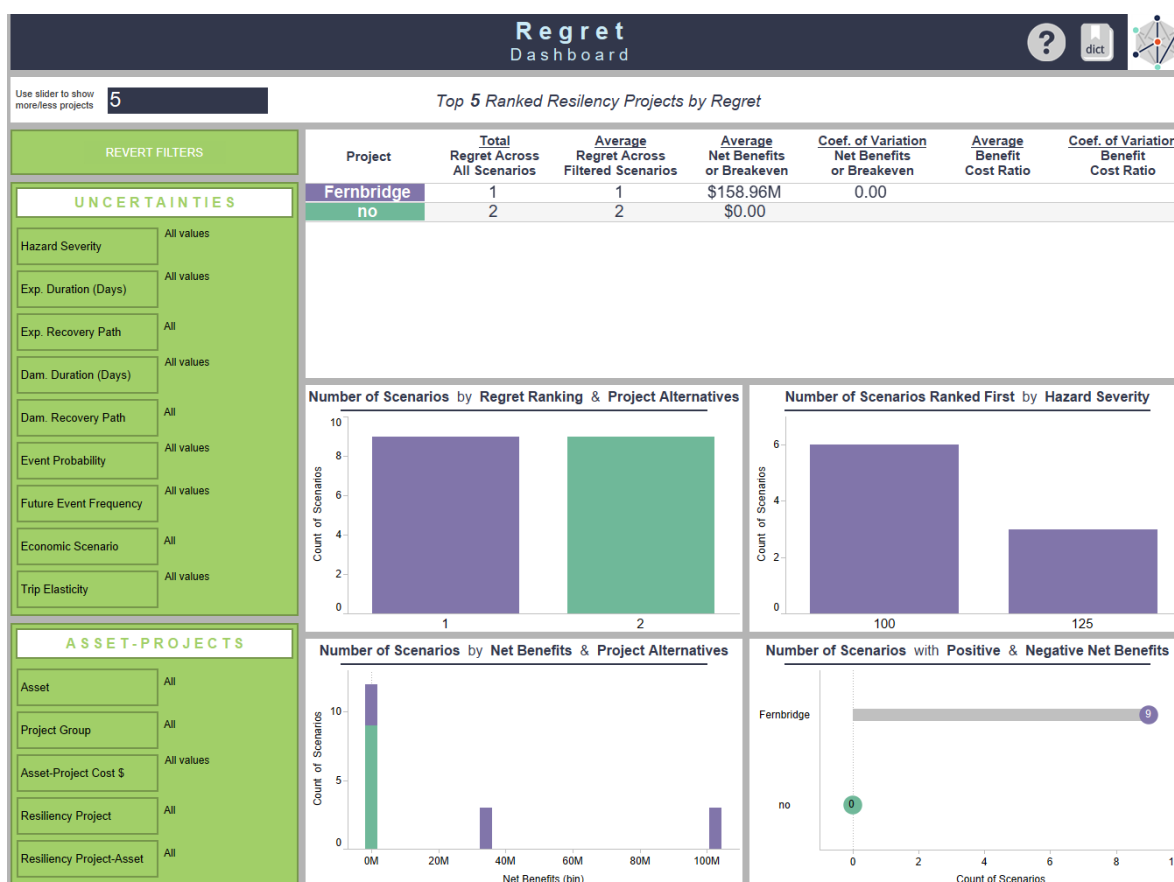 Regret
Dashboard
?
dict
Use slider to show
more/less projects
5
Top 5 Ranked Resilency Projects by Regret
REVERT FILTERS
UNCERTAINTIES
Hazard Severity
All values
Exp. Duration (Days)
All values
Exp. Recovery Path
All
Dam. Duration (Days)
All values
Dam. Recovery Path
All
Event Probability
All values
Future Event Frequency
All values
Economic Scenario
All
Trip Elasticity
All values
ASSET-PROJECTS
Asset
All
Project Group
All
Asset-Project Cost $
All values
Resiliency Project
All
Resiliency Project-Asset
All
Project
Total
Regret Across
All Scenarios
Average
Regret Across
Filtered Scenarios
Average
Net Benefits
or Breakeven
Coef. of Variation
Net Benefits
or Breakeven
Average
Benefit
Cost Ratio
Coef. of Variation
Benefit
Cost Ratio
Fernbridge 1 1 $158.96M 0.00
no 2 2 $0.00
Number of Scenarios by Regret Ranking & Project Alternatives
Count of Scenarios
10
8
6
4
2
0
1 2
Number of Scenarios Ranked First by Hazard Severity
Count of Scenarios
6
4
2
0
100 125
Number of Scenarios by Net Benefits & Project Alternatives
Count of Scenarios
10
5
0
0M 20M 40M 60M 80M 100M
Net Benefits (bin)
Number of Scenarios with Positive & Negative Net Benefits
Fernbridge
9
no
0
0 2 4 6 8
Count of Scenarios